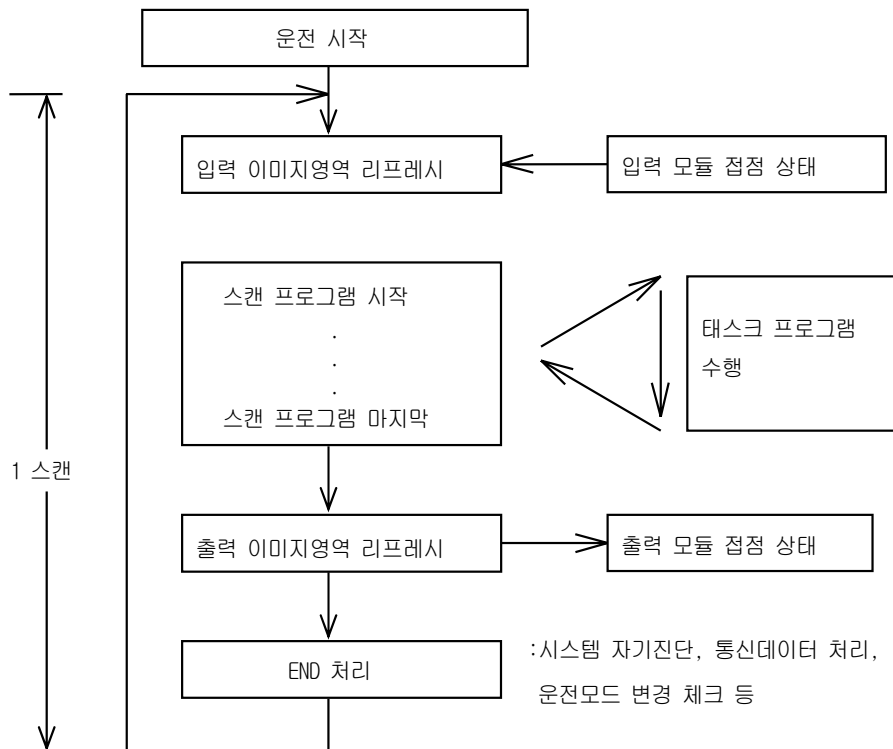 운전 시작
입력 이미지영역 리프레시
입력 모듈 접점 상태
스캔 프로그램 시작
.
.
.
스캔 프로그램 마지막
태스크 프로그램
수행
1 스캔
출력 이미지영역 리프레시
출력 모듈 접점 상태
END 처리
:시스템 자기진단, 통신데이터 처리,
운전모드 변경 체크 등